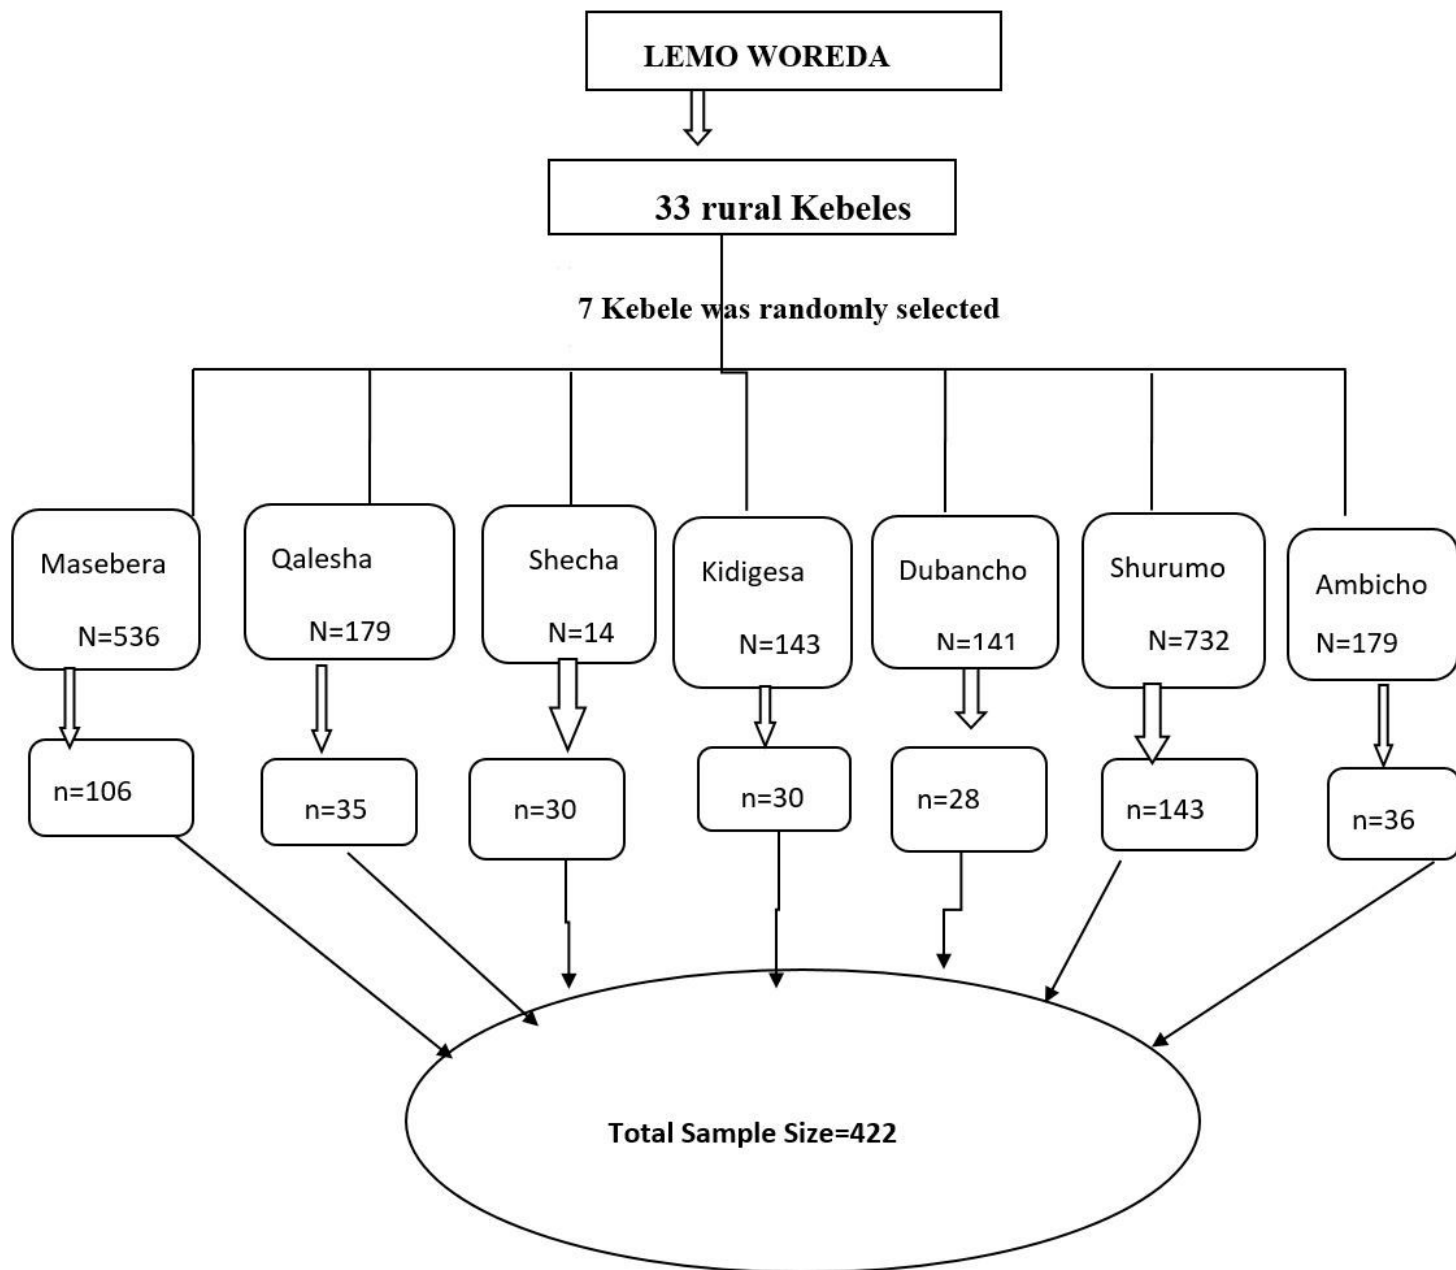 LEMO WOREDA
33 rural Kebeles
7 Kebele was randomly selected
Masebera
N=536
Qalesha
N=179
Shecha
N=14
Kidigesa
N=143
Dubancho
N=141
Shurumo
N=732
Ambicho
N=179
n=106
n=35
n=30
n=30
n=28
n=143
n=36
Total Sample Size=422